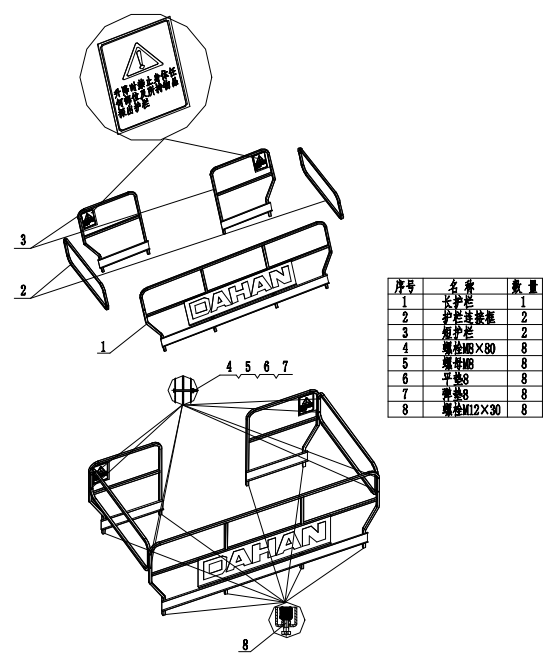 升降时禁止身体任
何部位及所持物品
探出护栏
3
2
1
DAHAN
序号 名 称 数 量
1 长护栏 1
2 护栏连接框 2
3 短护栏 2
4 螺栓M8×80 8
5 螺母M8 8
6 平垫8 8
7 弹垫8 8
8 螺栓M12×30 8
4 5 6 7
DAHAN
8